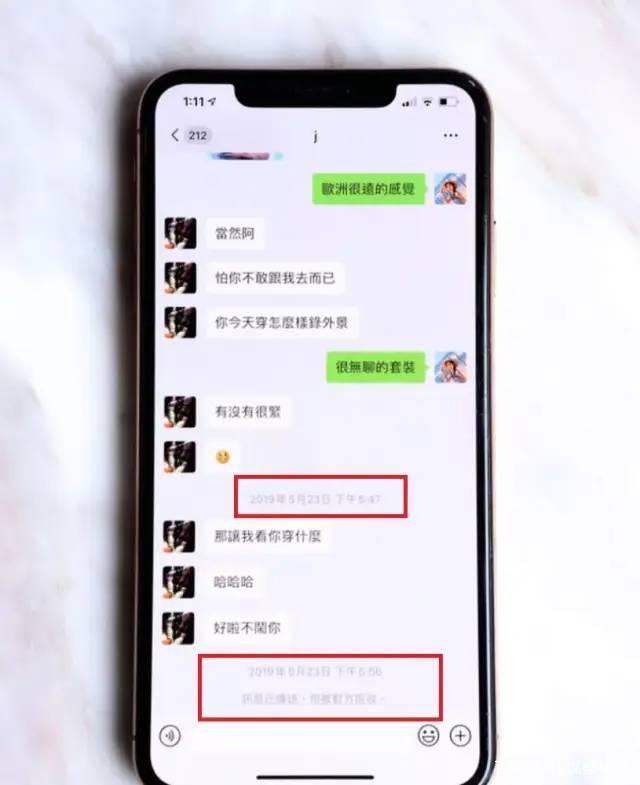 1:11
212
j
歐洲很遠的感覺
當然阿
怕你不敢跟我去而已
你今天穿怎麼樣錄外景
很無聊的套裝
有沒有很緊
2019年5月23日 下午5:47
那讓我看你穿什麼
哈哈哈
好啦不鬧你
2019年5月23日 下午5:56
訊息已傳送,但被對方拒收。